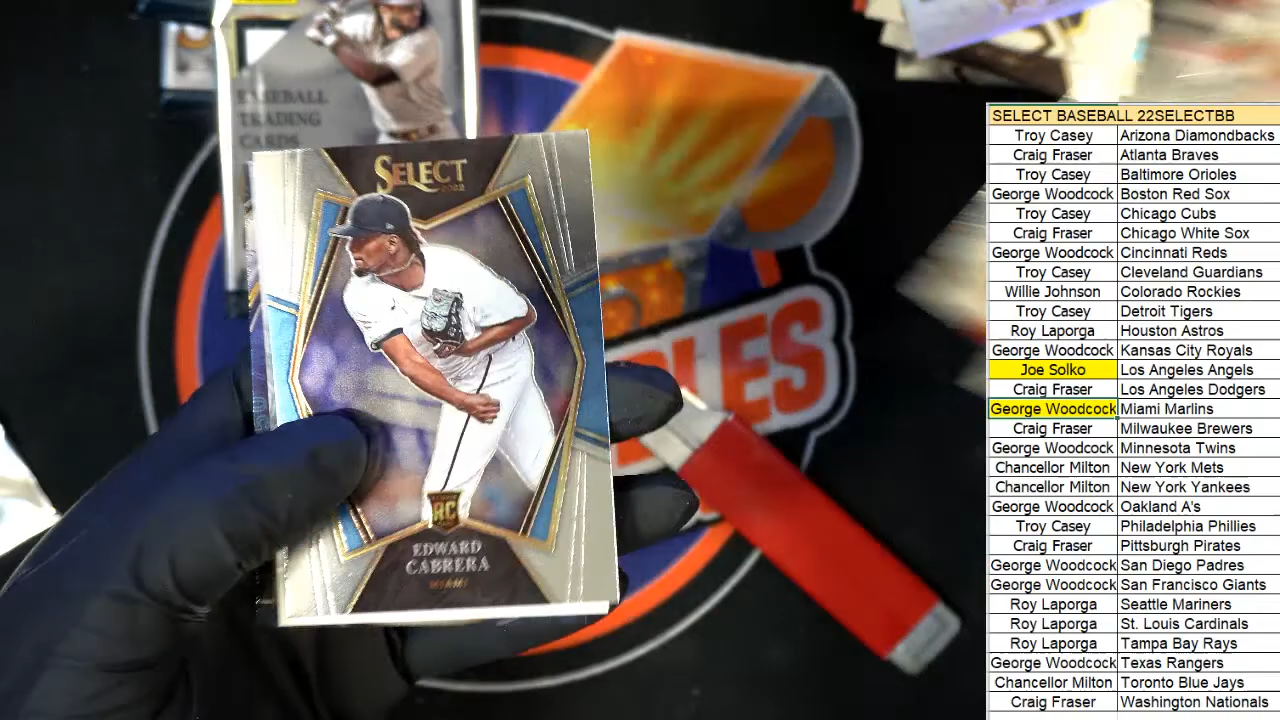 BASEBALL
TRADING
CARDS
SELECT
2022
RC
EDWARD
CABRERA
MIAMI
LES
SELECT BASEBALL 22SELECTBB
Troy Casey Arizona Diamondbacks
Craig Fraser Atlanta Braves
Troy Casey Baltimore Orioles
George Woodcock Boston Red Sox
Troy Casey Chicago Cubs
Craig Fraser Chicago White Sox
George Woodcock Cincinnati Reds
Troy Casey Cleveland Guardians
Willie Johnson Colorado Rockies
Troy Casey Detroit Tigers
Roy Laporga Houston Astros
George Woodcock Kansas City Royals
Joe Solko Los Angeles Angels
Craig Fraser Los Angeles Dodgers
George Woodcock Miami Marlins
Craig Fraser Milwaukee Brewers
George Woodcock Minnesota Twins
Chancellor Milton New York Mets
Chancellor Milton New York Yankees
George Woodcock Oakland A's
Troy Casey Philadelphia Phillies
Craig Fraser Pittsburgh Pirates
George Woodcock San Diego Padres
George Woodcock San Francisco Giants
Roy Laporga Seattle Mariners
Roy Laporga St. Louis Cardinals
Roy Laporga Tampa Bay Rays
George Woodcock Texas Rangers
Chancellor Milton Toronto Blue Jays
Craig Fraser Washington Nationals